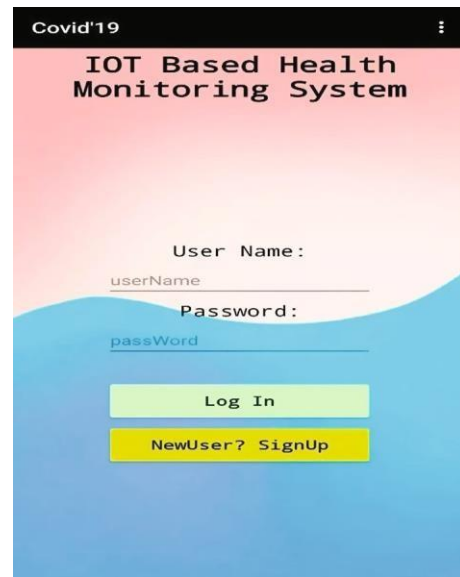 Covid'19
IOT Based Health
Monitoring System
User Name:
userName
Password:
passWord
Log In
NewUser? SignUp